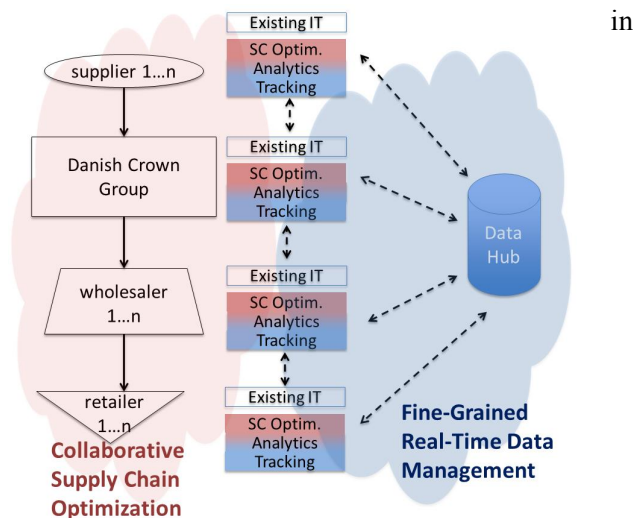 in
Existing IT
SC Optim.
Analytics
Tracking
supplier 1...n
Existing IT
SC Optim.
Analytics
Tracking
Danish Crown
Group
Data
Hub
Existing IT
SC Optim.
Analytics
Tracking
wholesaler
1...n
Existing IT
SC Optim.
Analytics
Tracking
retailer
1...n
Collaborative
Supply Chain
Optimization
Fine-Grained
Real-Time Data
Management